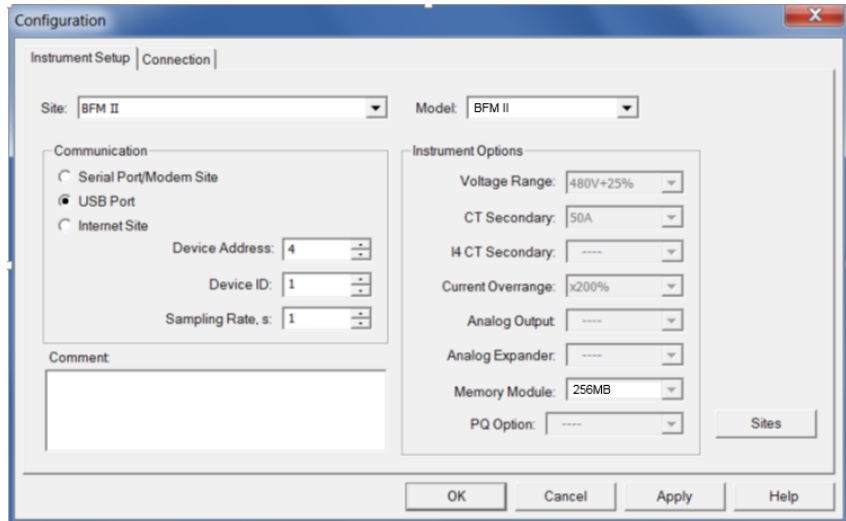 Configuration
X
Instrument Setup
Connection
Site: BFM II
Model: BFM II
Communication
Serial Port/Modem Site
USB Port
Internet Site
Device Address: 4
Device ID: 1
Sampling Rate, s: 1
Comment:
Instrument Options
Voltage Range: 480V+25%
CT Secondary: 50A
I4 CT Secondary: ----
Current Overrange: x200%
Analog Output: ----
Analog Expander: ----
Memory Module: 256MB
PQ Option: ----
Sites
OK
Cancel
Apply
Help